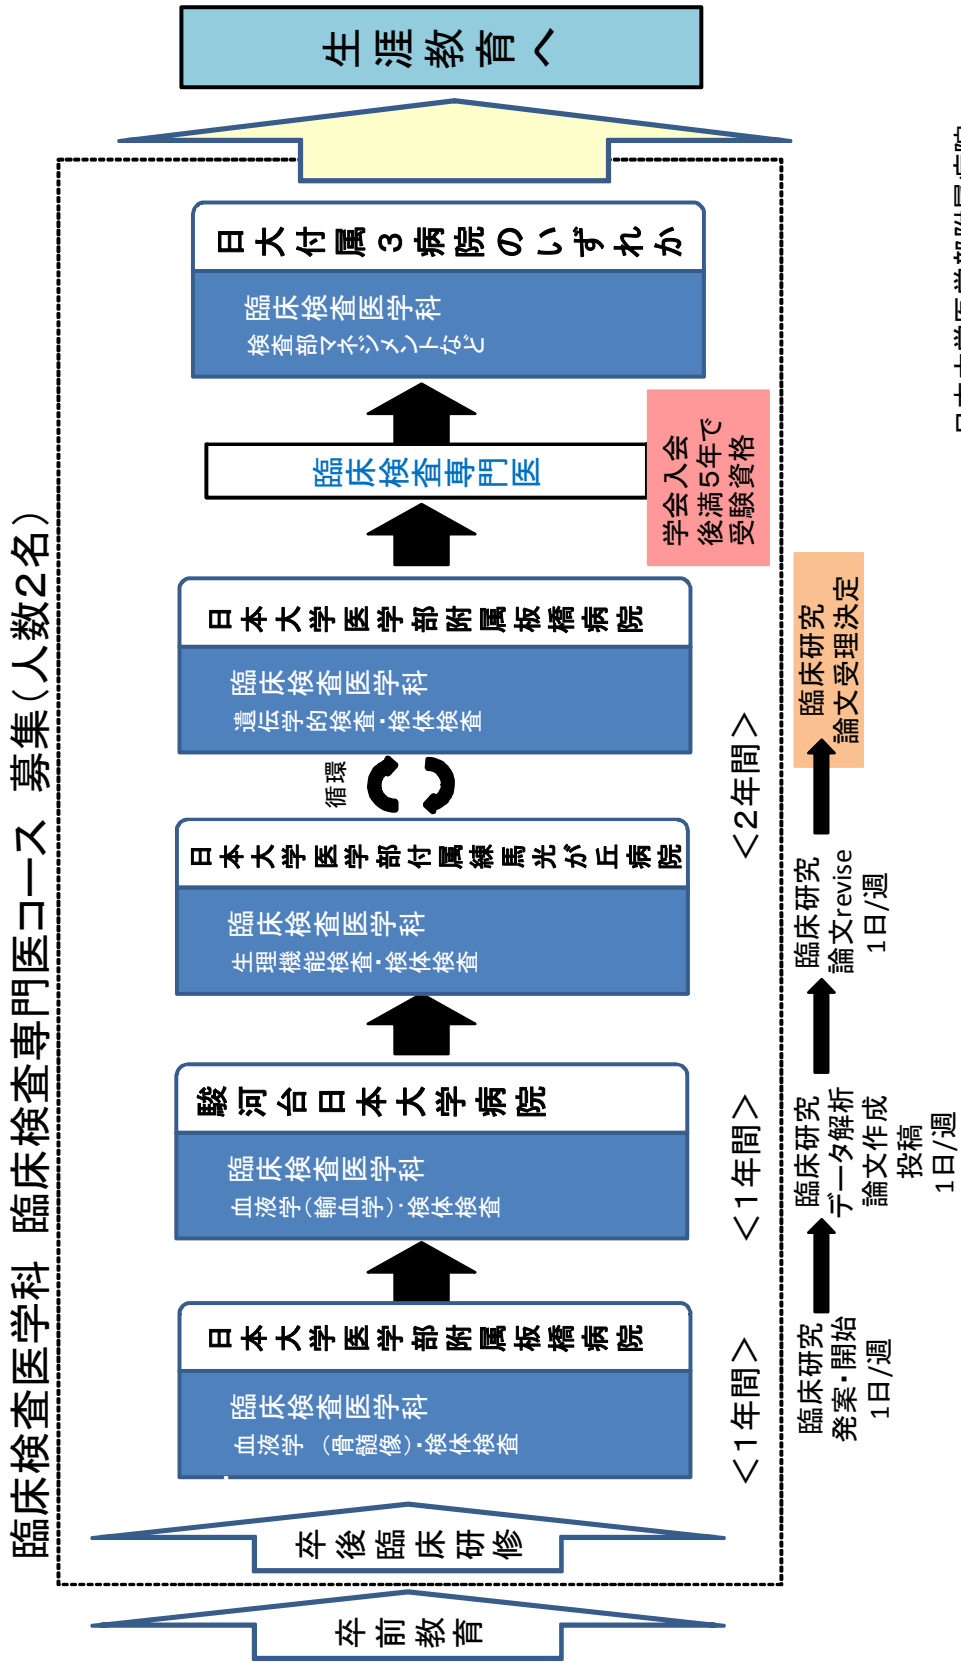 臨床検査医学科 臨床検査専門医コース 募集(人数2名)
卒前教育
卒後臨床研修
日本大学医学部附属板橋病院
臨床検査医学科
血液学 (骨髄像)・検体検査
<1年間>
駿河台日本大学病院
臨床検査医学科
血液学(輸血学)・検体検査
<1年間>
日本大学医学部付属練馬光が丘病院
臨床検査医学科
生理機能検査・検体検査
循環
日本大学医学部附属板橋病院
臨床検査医学科
遺伝学的検査・検体検査
<2年間>
臨床検査専門医
学会入会
後満5年で
受験資格
日大付属3病院のいずれか
臨床検査医学科
検査部マネジメントなど
生涯教育へ
臨床研究
発案・開始
1日/週
臨床研究
データ解析
論文作成
投稿
1日/週
臨床研究
論文revise
1日/週
臨床研究
論文受理決定